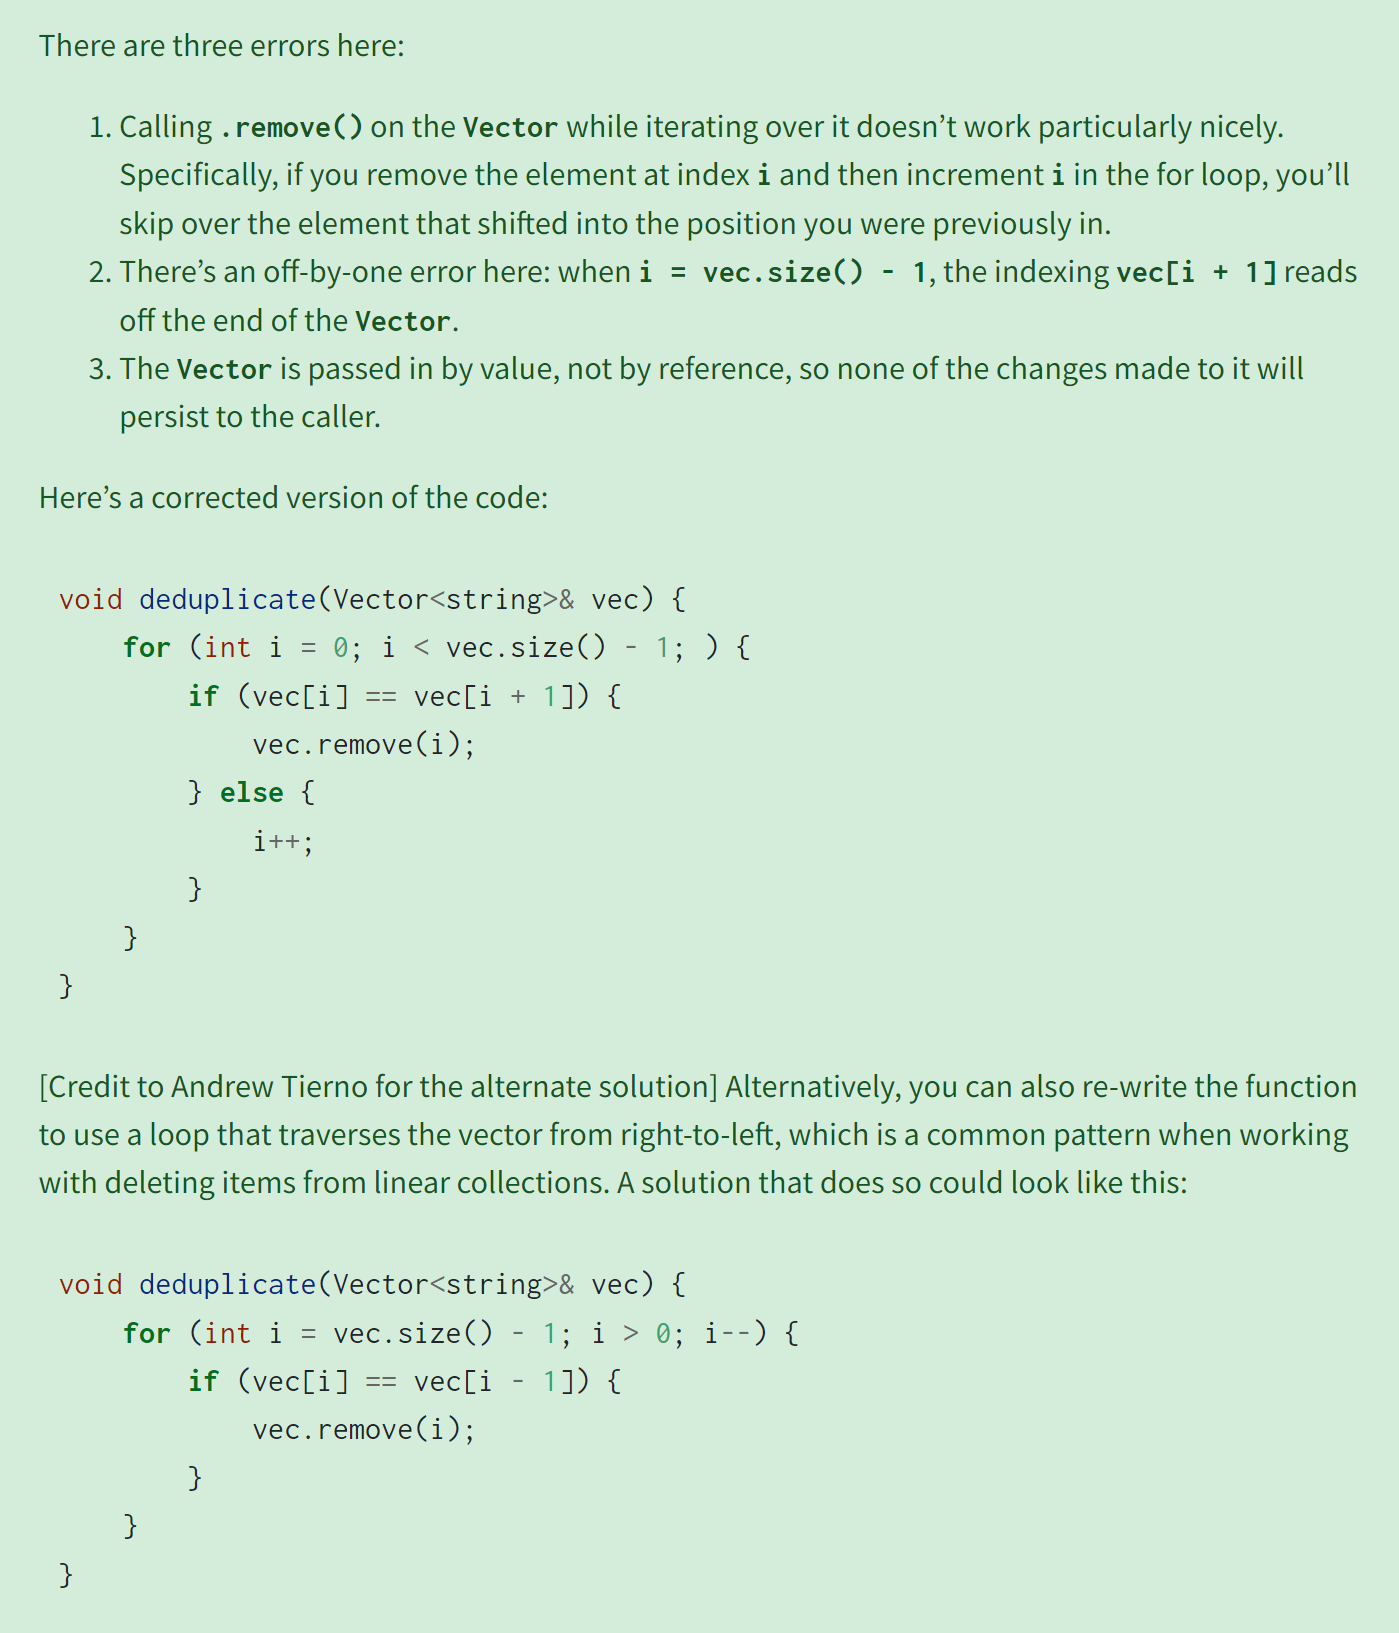 There are three errors here:
1. Calling .remove() on the Vector while iterating over it doesn’t work particularly nicely.
Specifically, if you remove the element at index i and then increment i in the for loop, you’ll
skip over the element that shifted into the position you were previously in.
2. There’s an off-by-one error here: when i = vec.size() - 1, the indexing vec[i + 1] reads
off the end of the Vector.
3. The Vector is passed in by value, not by reference, so none of the changes made to it will
persist to the caller.
Here’s a corrected version of the code:
void deduplicate(Vector<string>& vec) {
    for (int i = 0; i < vec.size() - 1; ) {
        if (vec[i] == vec[i + 1]) {
            vec.remove(i);
        } else {
            i++;
        }
    }
}
[Credit to Andrew Tierno for the alternate solution] Alternatively, you can also re-write the function
to use a loop that traverses the vector from right-to-left, which is a common pattern when working
with deleting items from linear collections. A solution that does so could look like this:
void deduplicate(Vector<string>& vec) {
    for (int i = vec.size() - 1; i > 0; i--) {
        if (vec[i] == vec[i - 1]) {
            vec.remove(i);
        }
    }
}